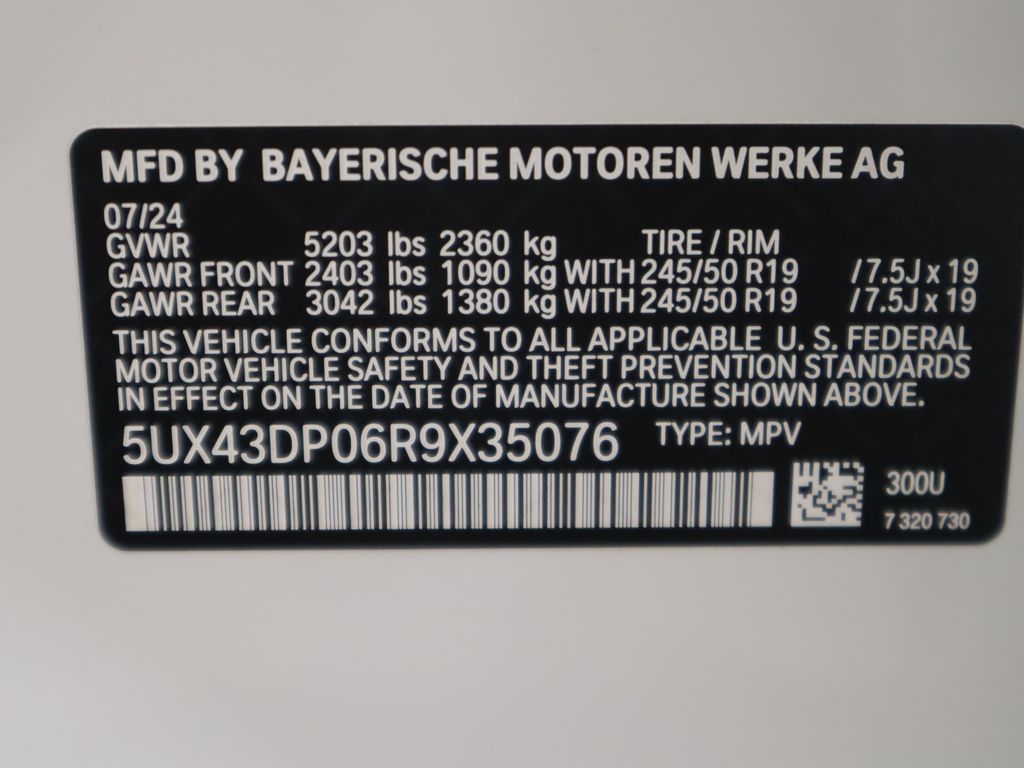 MFD BY BAYERISCHE MOTOREN WERKE AG
07/24
GVWR 5203 lbs 2360 kg TIRE / RIM
GAWR FRONT 2403 lbs 1090 kg WITH 245/50 R19 / 7.5J x 19
GAWR REAR 3042 lbs 1380 kg WITH 245/50 R19 / 7.5J x 19
THIS VEHICLE CONFORMS TO ALL APPLICABLE U. S. FEDERAL
MOTOR VEHICLE SAFETY AND THEFT PREVENTION STANDARDS
IN EFFECT ON THE DATE OF MANUFACTURE SHOWN ABOVE.
5UX43DP06R9X35076 TYPE: MPV
300U
7 320 730